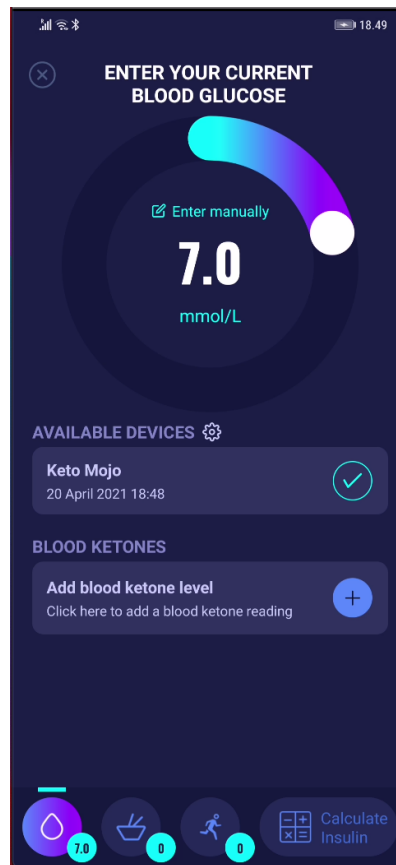 18.49
ENTER YOUR CURRENT
BLOOD GLUCOSE
Enter manually
7.0
mmol/L
AVAILABLE DEVICES
Keto Mojo
20 April 2021 18:48
BLOOD KETONES
Add blood ketone level
Click here to add a blood ketone reading
7.0
0
0
Calculate
Insulin